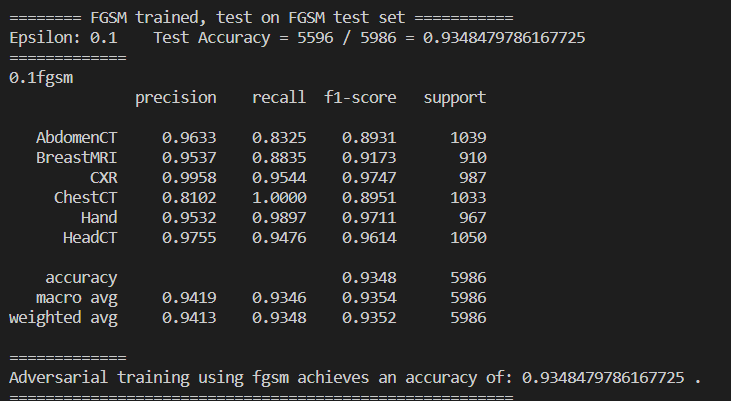 ======== FGSM trained, test on FGSM test set ===========
Epsilon: 0.1    Test Accuracy = 5596 / 5986 = 0.9348479786167725
=============
0.1fgsm
              precision    recall  f1-score   support

   AbdomenCT     0.9633    0.8325    0.8931      1039
   BreastMRI     0.9537    0.8835    0.9173       910
         CXR     0.9958    0.9544    0.9747       987
     ChestCT     0.8102    1.0000    0.8951      1033
        Hand     0.9532    0.9897    0.9711       967
      HeadCT     0.9755    0.9476    0.9614      1050

    accuracy                         0.9348      5986
   macro avg     0.9419    0.9346    0.9354      5986
weighted avg     0.9413    0.9348    0.9352      5986

=============
Adversarial training using fgsm achieves an accuracy of: 0.9348479786167725 .
========================================================